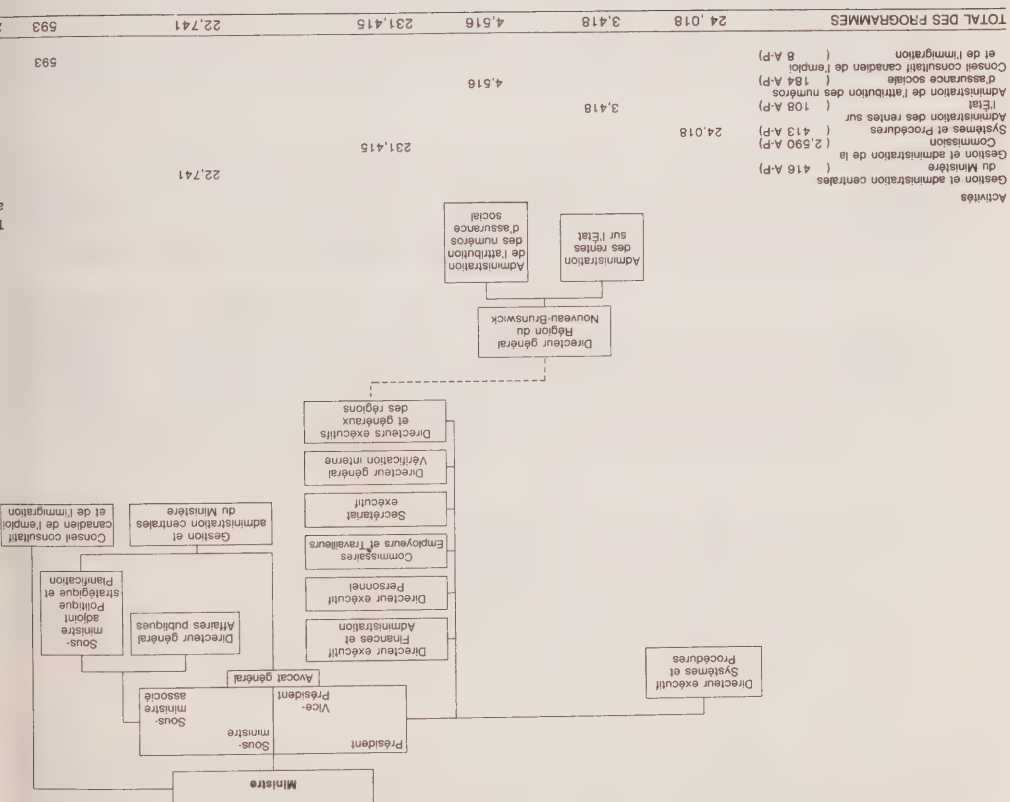 Ministre
Président
Sous-
ministre
Vice-
Président
Sous-
ministre
associé
Avocat général
Directeur exécutif
Systèmes et
Procédures
Directeur exécutif
Finances et
Administration
Directeur exécutif
Personnel
Commissaires
Employeurs et Travailleurs
Secrétariat
exécutif
Directeur général
Vérification interne
Directeurs exécutifs
et généraux
des régions
Directeur général
Affaires publiques
Sous-
ministre
adjoint
Politique
stratégique et
Planification
Gestion et
administration centrales
du Ministère
Conseil consultatif
canadien de l'emploi
et de l'immigration
Directeur général
Région du
Nouveau-Brunswick
Administration
des rentes
sur l'État
Administration
de l'attribution
des numéros
d'assurance
social
Activités
Gestion et administration centrales
du Ministère ( 416 A-P) 22,741
Gestion et administration de la
Commission ( 2,590 A-P) 231,415
Systèmes et Procédures ( 413 A-P) 24,018
Administration des rentes sur
l'État ( 108 A-P) 3,418
Administration de l'attribution des numéros
d'assurance sociale ( 184 A-P) 4,516
Conseil consultatif canadien de l'emploi
et de l'immigration ( 8 A-P) 593
TOTAL DES PROGRAMMES 24,018 3,418 4,516 231,415 22,741 593